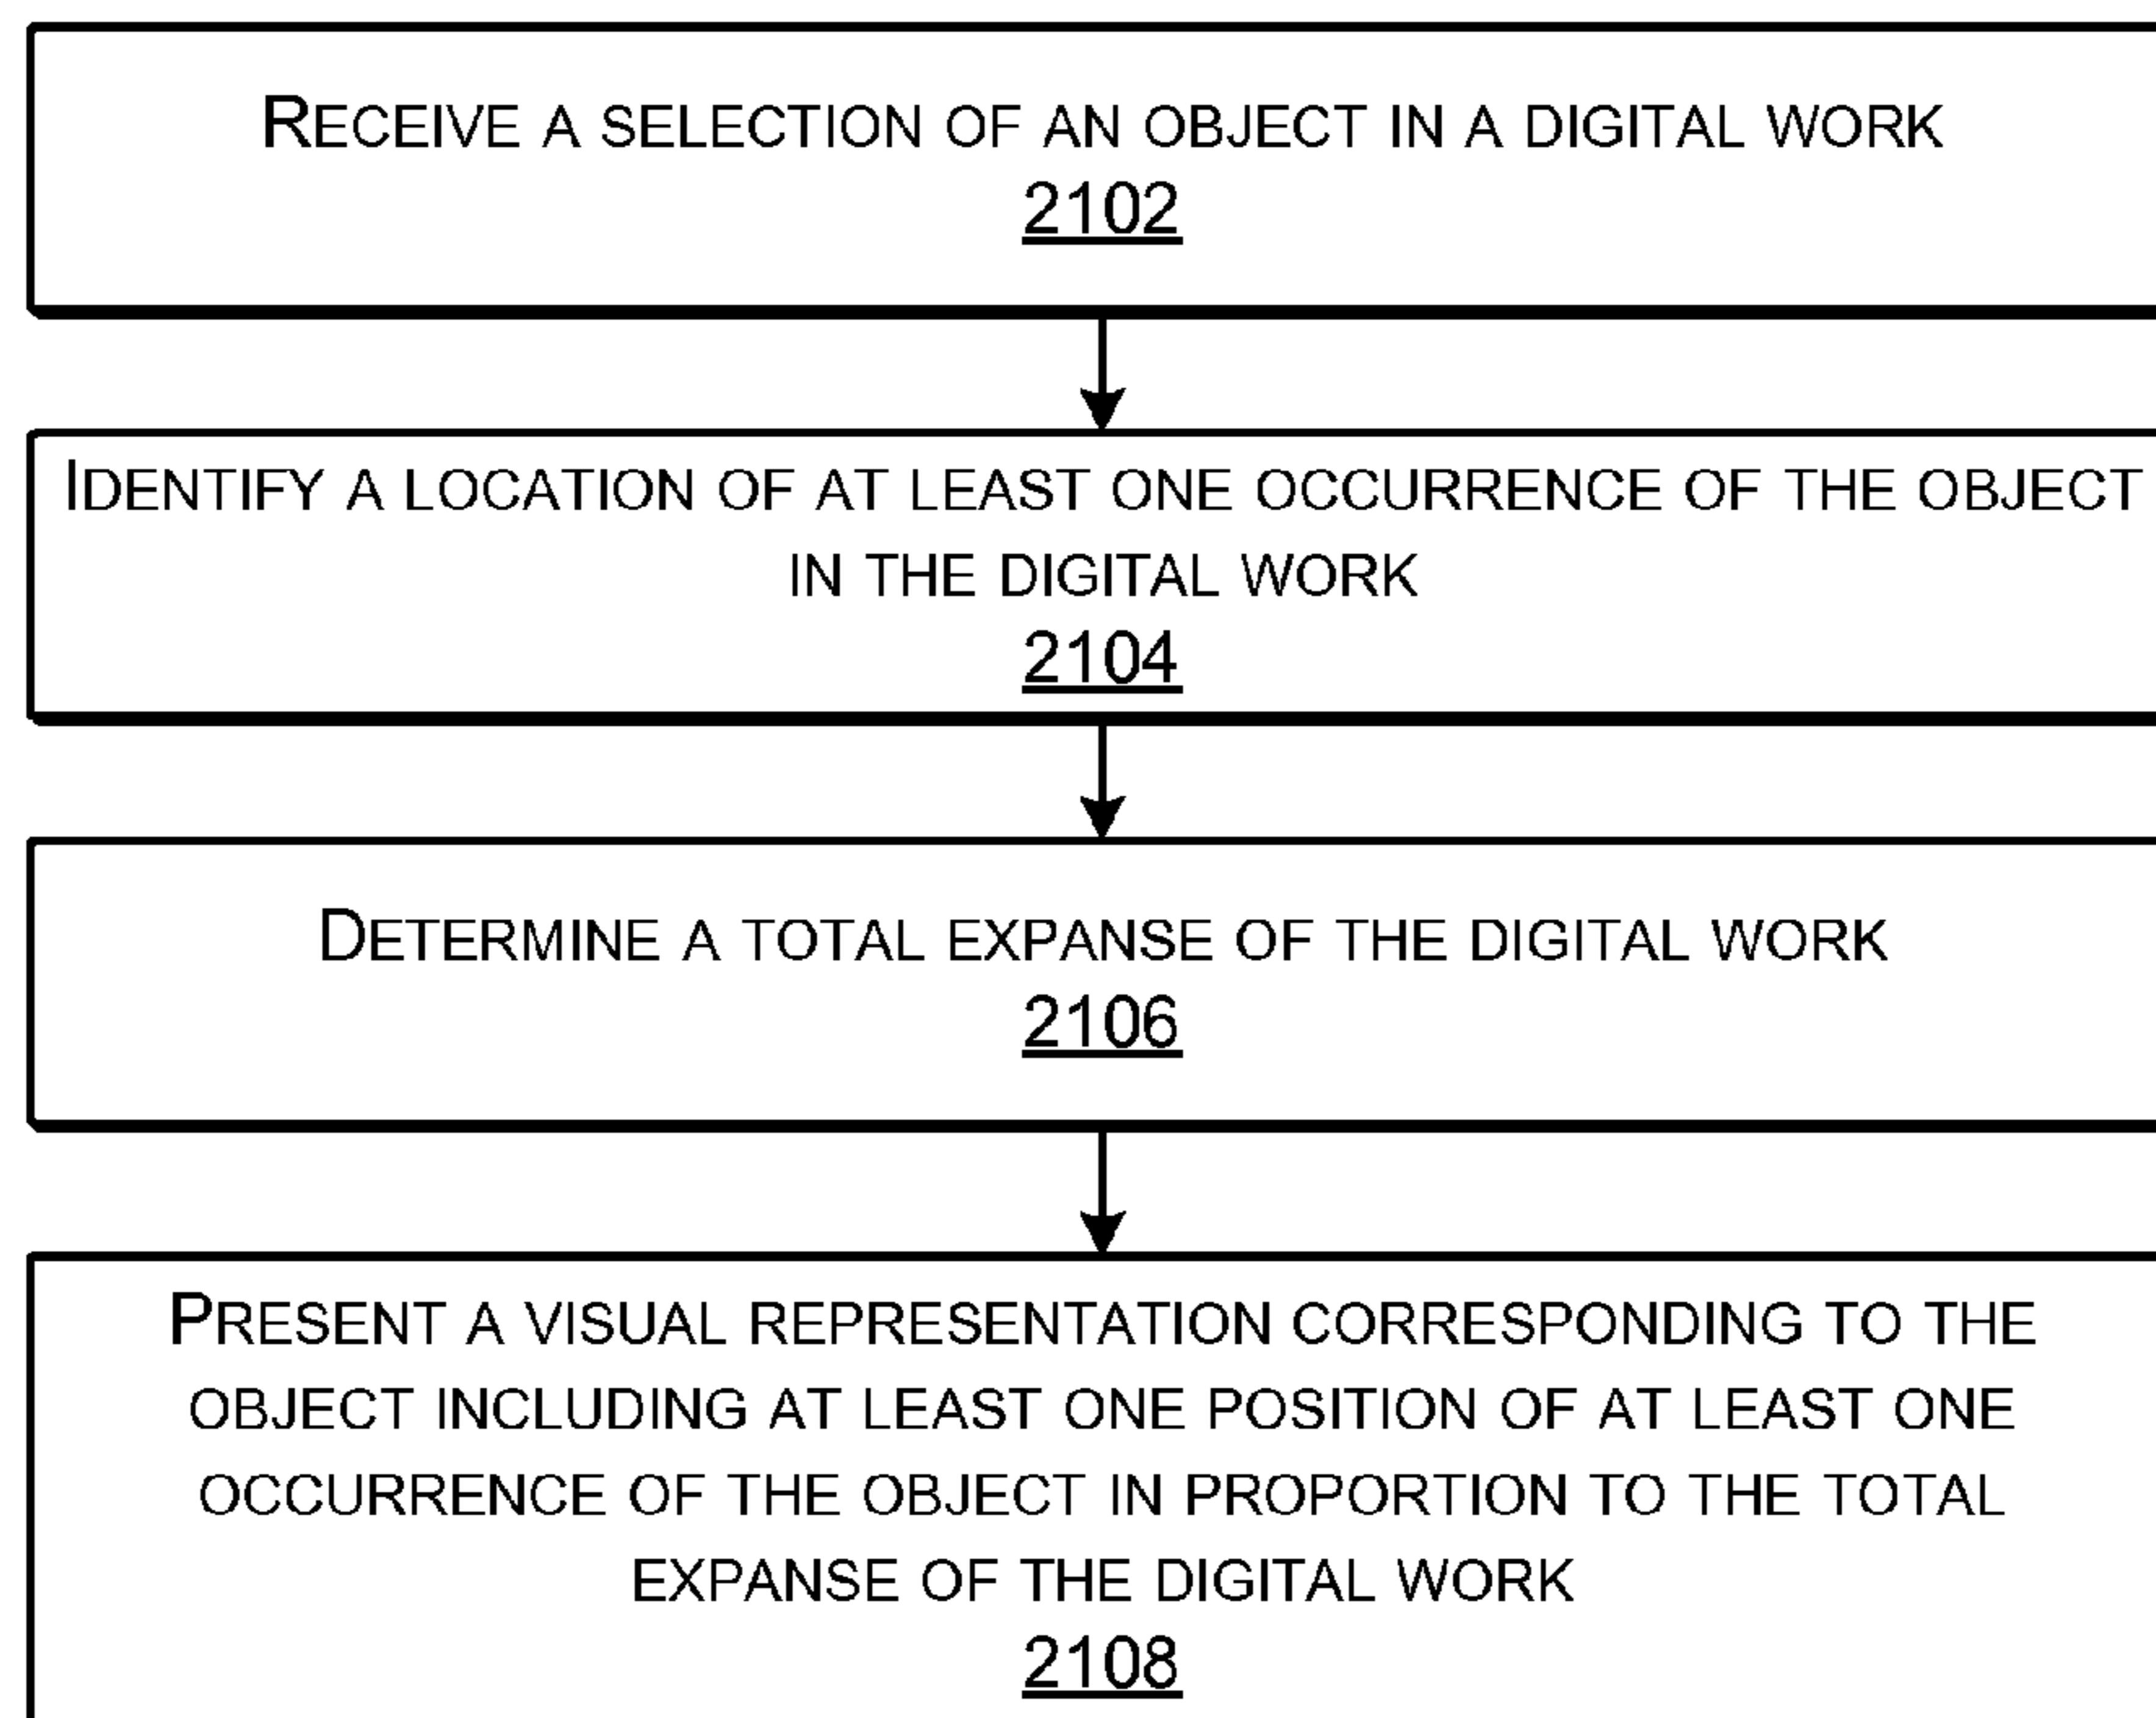 RECEIVE A SELECTION OF AN OBJECT IN A DIGITAL WORK
2102
IDENTIFY A LOCATION OF AT LEAST ONE OCCURRENCE OF THE OBJECT
IN THE DIGITAL WORK
2104
DETERMINE A TOTAL EXPANSE OF THE DIGITAL WORK
2106
PRESENT A VISUAL REPRESENTATION CORRESPONDING TO THE
OBJECT INCLUDING AT LEAST ONE POSITION OF AT LEAST ONE
OCCURRENCE OF THE OBJECT IN PROPORTION TO THE TOTAL
EXPANSE OF THE DIGITAL WORK
2108